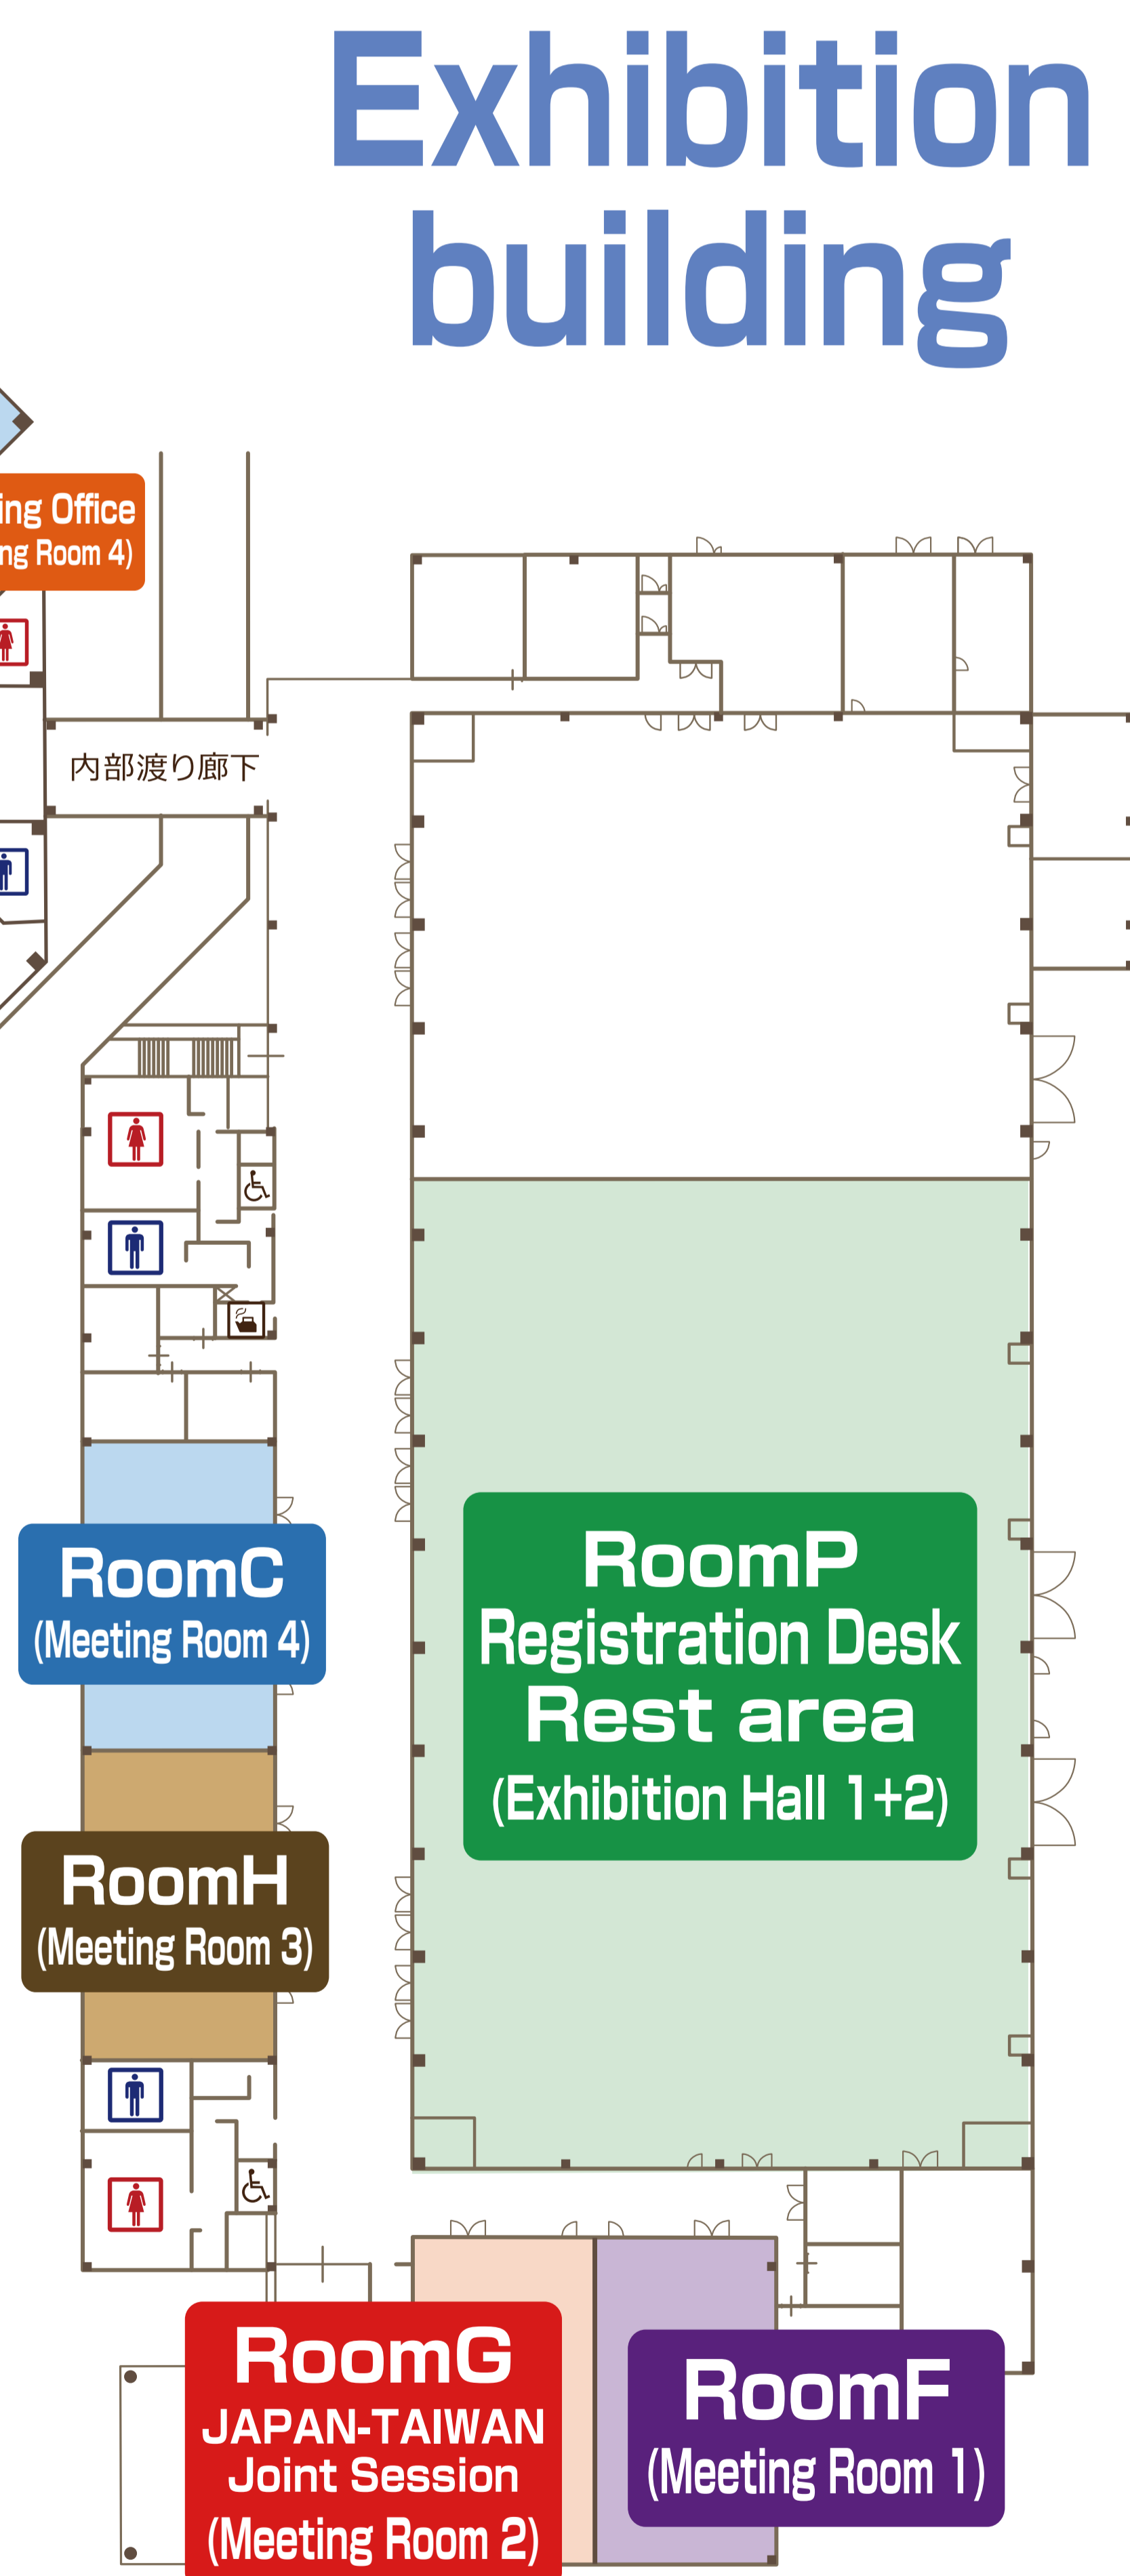 Exhibition
building
ing Office
ng Room 4)
内部渡り廊下
RoomC
(Meeting Room 4)
RoomP
Registration Desk
Rest area
(Exhibition Hall 1+2)
RoomH
(Meeting Room 3)
RoomG
JAPAN-TAIWAN
Joint Session
(Meeting Room 2)
RoomF
(Meeting Room 1)